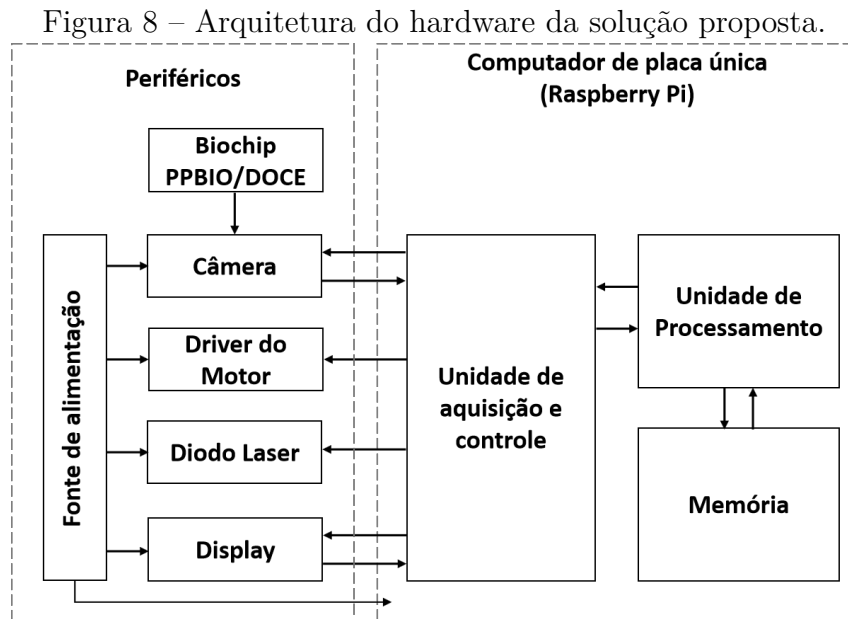 Figura 8 – Arquitetura do hardware da solução proposta.
Periféricos
Computador de placa única
(Raspberry Pi)
Biochip
PPBIO/DOCE
Fonte de alimentação
Câmera
Driver do
Motor
Diodo Laser
Display
Unidade de
aquisição e
controle
Unidade de
Processamento
Memória